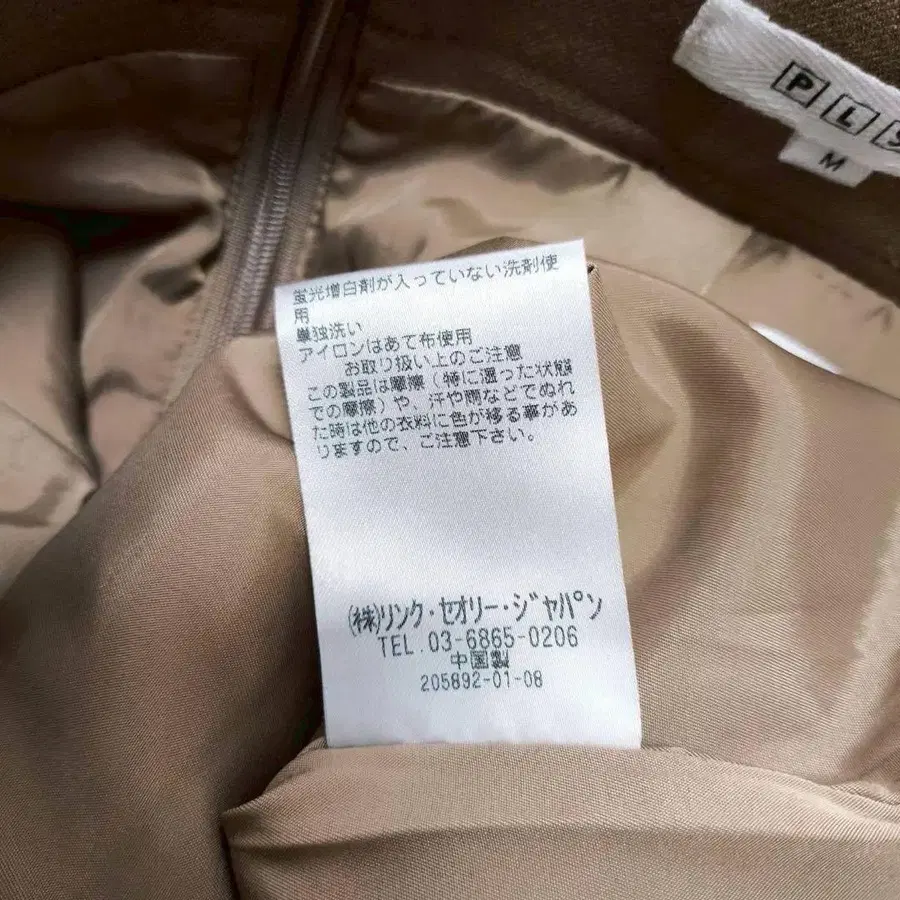 PLS
M
蛍光増白剤が入っていない洗剤使
用
単独洗い
アイロンはあて布使用
お取り扱い上のご注意
この製品は摩擦（特に湿った状態
での摩擦）や、汗や雨などでぬれ
た時は他の衣料に色が移る事があ
りますので、ご注意下さい。
(株)リンク・セオリー・ジャパン
TEL.03-6865-0206
中国製
205892-01-08